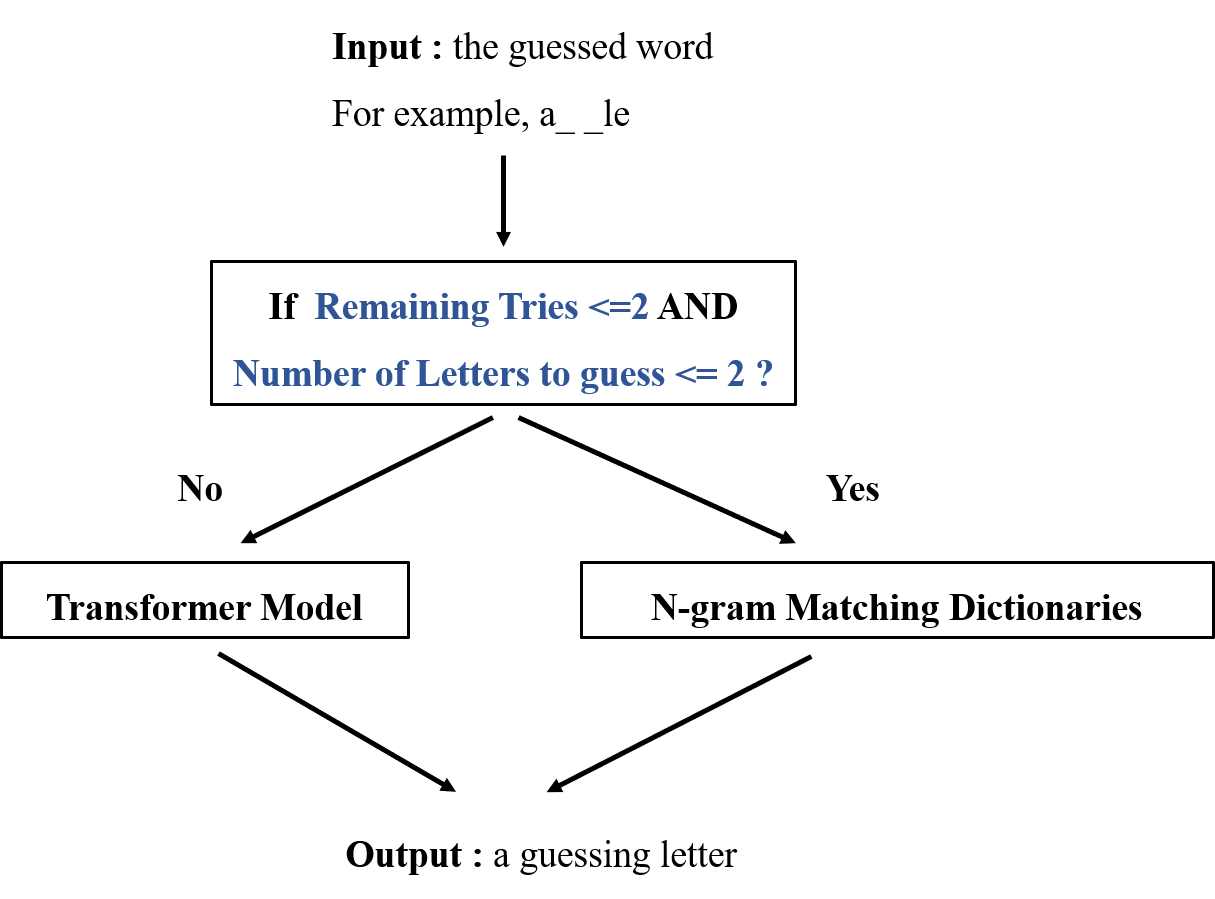 Input : the guessed word
For example, a_ _le
If Remaining Tries <=2 AND
Number of Letters to guess <= 2 ?
No
Yes
Transformer Model
N-gram Matching Dictionaries
Output : a guessing letter